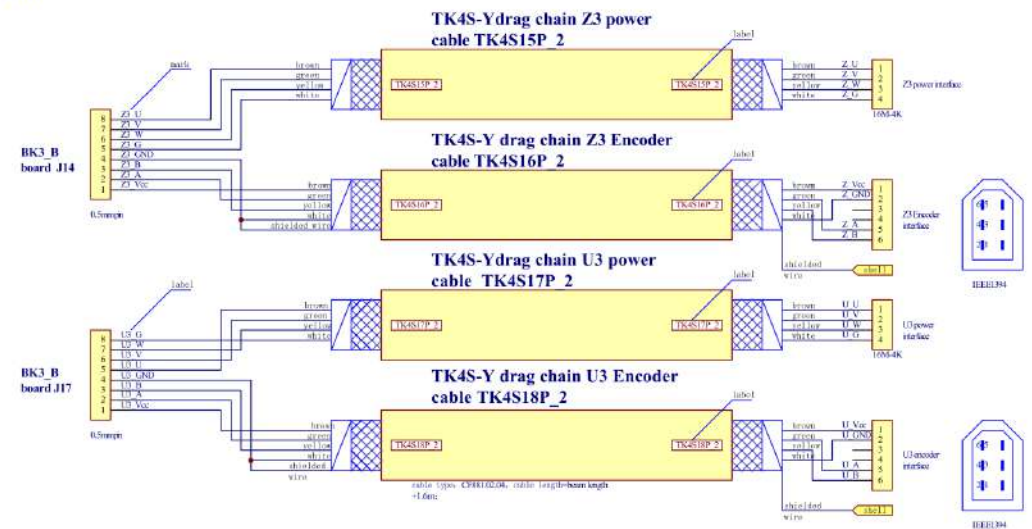 TK4S-Ydrag chain Z3 power
cable TK4S15P_2
label
mark
brown
green
yellow
white
TK4S15P_2
TK4S15P_2
brown
green
yellow
white
Z_U
Z_V
Z_W
Z_G
1
2
3
4
Z3 power interface
16M-4K
BK3_B
board J14
8
7
6
5
4
3
2
1
Z3_U
Z3_V
Z3_W
Z3_G
Z3_GND
Z3_B
Z3_A
Z3_Vcc
0.5mmpin
TK4S-Y drag chain Z3 Encoder
cable TK4S16P_2
label
brown
green
yellow
white
shielded wire
TK4S16P_2
TK4S16P_2
brown
green
yellow
white
Z_Vcc
Z_GND
Z_A
Z_B
1
2
3
4
5
6
Z3 Encoder
interface
shielded
wire
shell
IEEE1394
TK4S-Ydrag chain U3 power
cable TK4S17P_2
label
label
brown
green
yellow
white
TK4S17P_2
TK4S17P_2
brown
green
yellow
white
U_U
U_V
U_W
U_G
1
2
3
4
U3 power
interface
16M-4K
BK3_B
board J17
8
7
6
5
4
3
2
1
U3_G
U3_W
U3_V
U3_U
U3_GND
U3_B
U3_A
U3_Vcc
0.5mmpin
TK4S-Y drag chain U3 Encoder
cable TK4S18P_2
label
brown
green
yellow
white
shielded
wire
TK4S18P_2
TK4S18P_2
brown
green
yellow
white
U_Vcc
U_GND
U_A
U_B
1
2
3
4
5
6
U3 encoder
interface
cable length=beam length
+1.6m;
shielded
wire
shell
IEEE1394